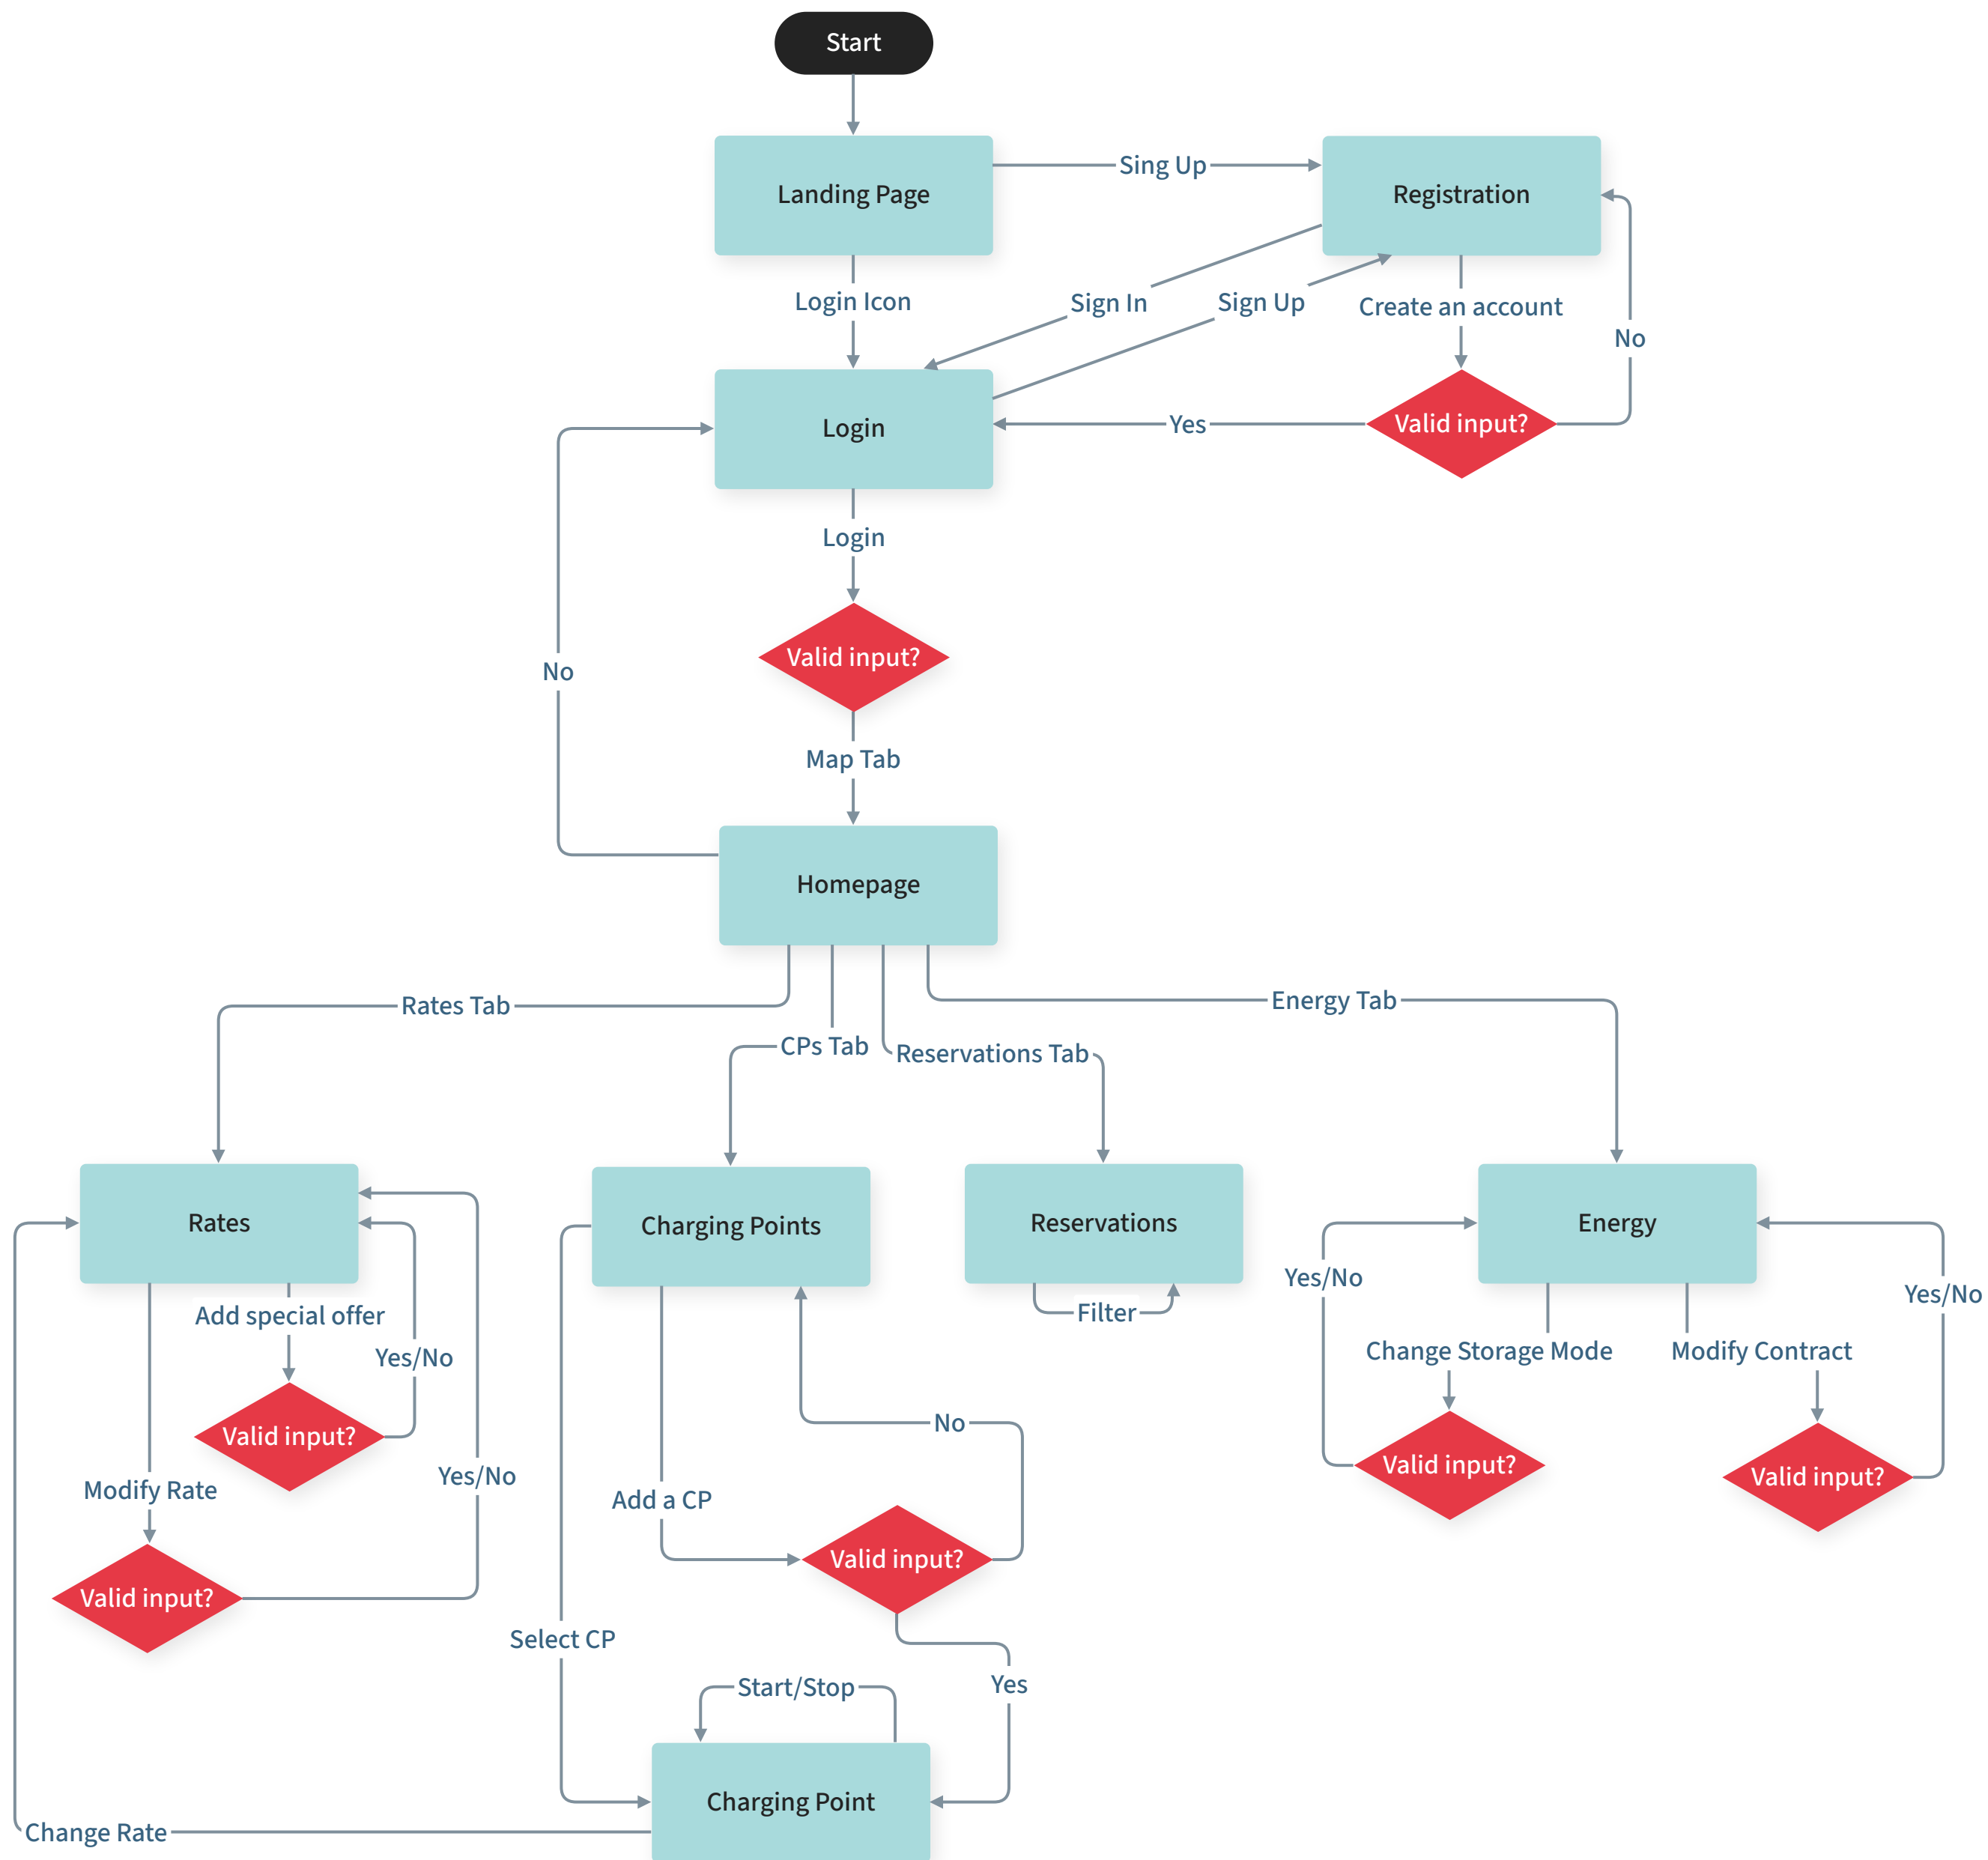 Start
Landing Page
Sing Up
Registration
Login Icon
Sign In
Sign Up
Create an account
No
Login
Yes
Valid input?
Login
Valid input?
No
Map Tab
Homepage
Rates Tab
Energy Tab
CPs Tab
Reservations Tab
Rates
Charging Points
Reservations
Energy
Add special offer
Filter
Yes/No
Yes/No
Yes/No
Change Storage Mode
Modify Contract
Valid input?
No
Valid input?
Valid input?
Yes/No
Modify Rate
Add a CP
Valid input?
Valid input?
Select CP
Start/Stop
Yes
Charging Point
Change Rate